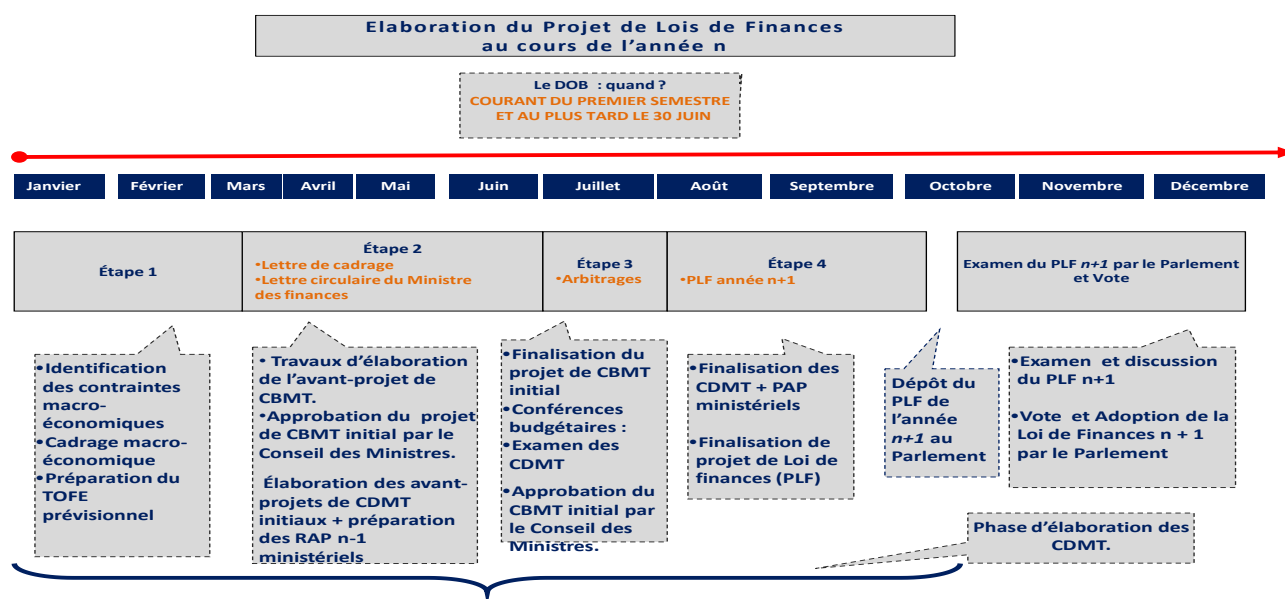 Elaboration du Projet de Lois de Finances
au cours de l'année n
Le DOB : quand ?
COURANT DU PREMIER SEMESTRE
ET AU PLUS TARD LE 30 JUIN
Janvier
Février
Mars
Avril
Mai
Juin
Juillet
Août
Septembre
Octobre
Novembre
Décembre
Étape 1
Étape 2
•Lettre de cadrage
•Lettre circulaire du Ministre
des finances
Étape 3
•Arbitrages
Étape 4
•PLF année n+1
Examen du PLF n+1 par le Parlement
et Vote
•Identification
des contraintes
macro-
économiques
•Cadrage macro-
économique
•Préparation du
TOFE
prévisionnel
• Travaux d'élaboration
de l'avant-projet de
CBMT.
•Approbation du projet
de CBMT initial par le
Conseil des Ministres.
Élaboration des avant-
projets de CDMT
initiaux + préparation
des RAP n-1
ministériels
•Finalisation du
projet de CBMT
initial
•Conférences
budgétaires :
•Examen des
CDMT
•Approbation du
CBMT initial par
le Conseil des
Ministres.
•Finalisation des
CDMT + PAP
ministériels
•Finalisation de
projet de Loi de
finances (PLF)
Dépôt du
PLF de
l'année
n+1 au
Parlement
•Examen et discussion
du PLF n+1
•Vote et Adoption de la
Loi de Finances n + 1
par le Parlement
Phase d'élaboration des
CDMT.